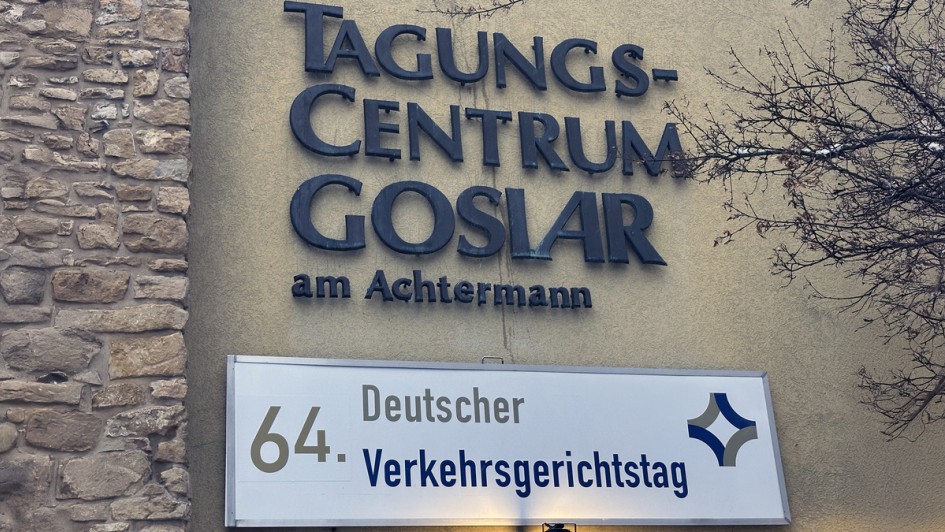 TAGUNGS-
CENTRUM
GOSLAR
am Achtermann
64. Deutscher
Verkehrsgerichtstag